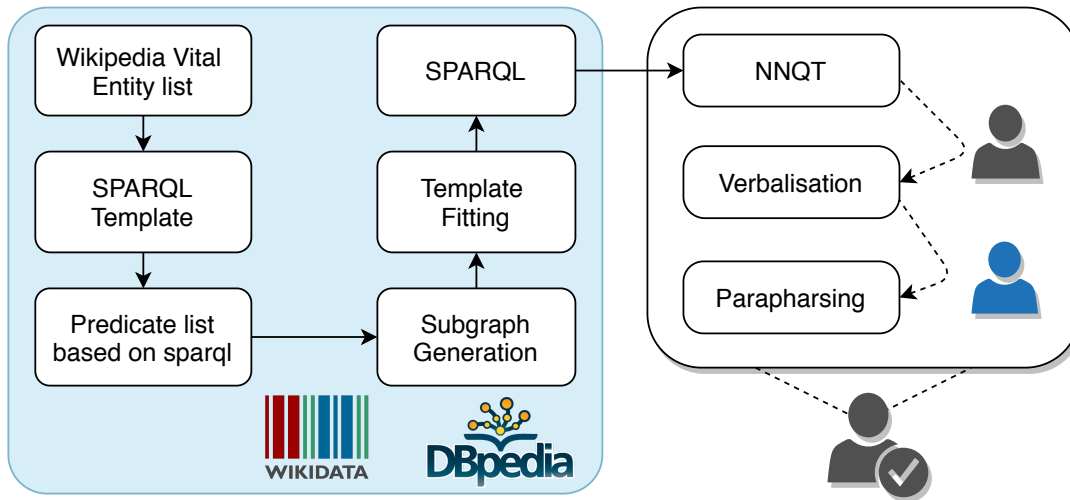 Wikipedia Vital
Entity list
SPARQL
Template
Predicate list
based on sparql
Subgraph
Generation
Template
Fitting
SPARQL
WIKIDATA
DBpedia
NNQT
Verbalisation
Parapharsing